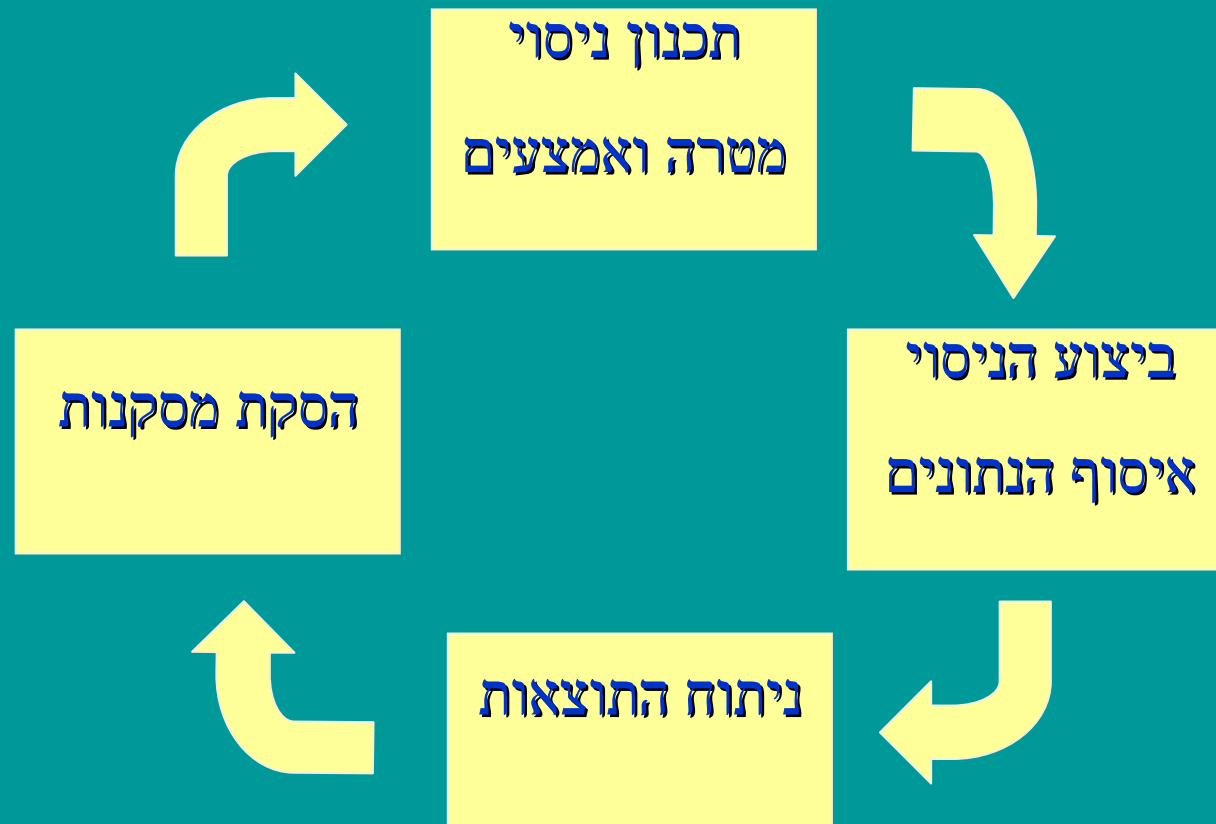 תכנון ניסוי
מטרה ואמצעים
ביצוע הניסוי
איסוף הנתונים
ניתוח התוצאות
הסקת מסקנות